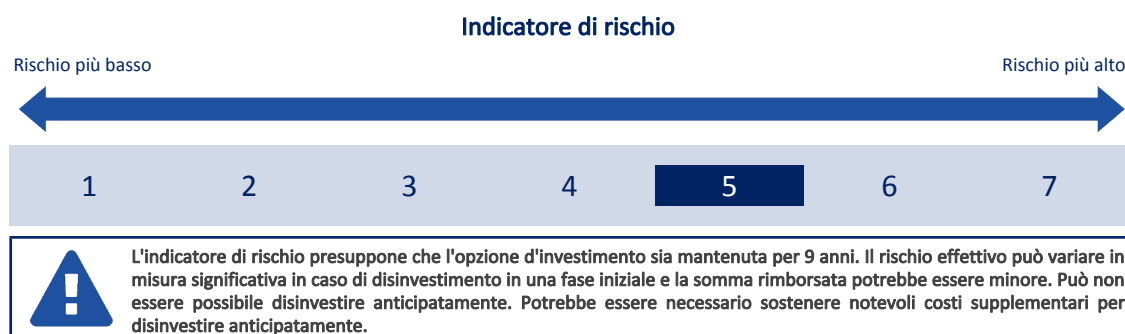 Indicatore di rischio
Rischio più basso
Rischio più alto
1 2 3 4 5 6 7
L'indicatore di rischio presuppone che l'opzione d'investimento sia mantenuta per 9 anni. Il rischio effettivo può variare in
misura significativa in caso di disinvestimento in una fase iniziale e la somma rimborsata potrebbe essere minore. Può non
essere possibile disinvestire anticipatamente. Potrebbe essere necessario sostenere notevoli costi supplementari per
disinvestire anticipatamente.